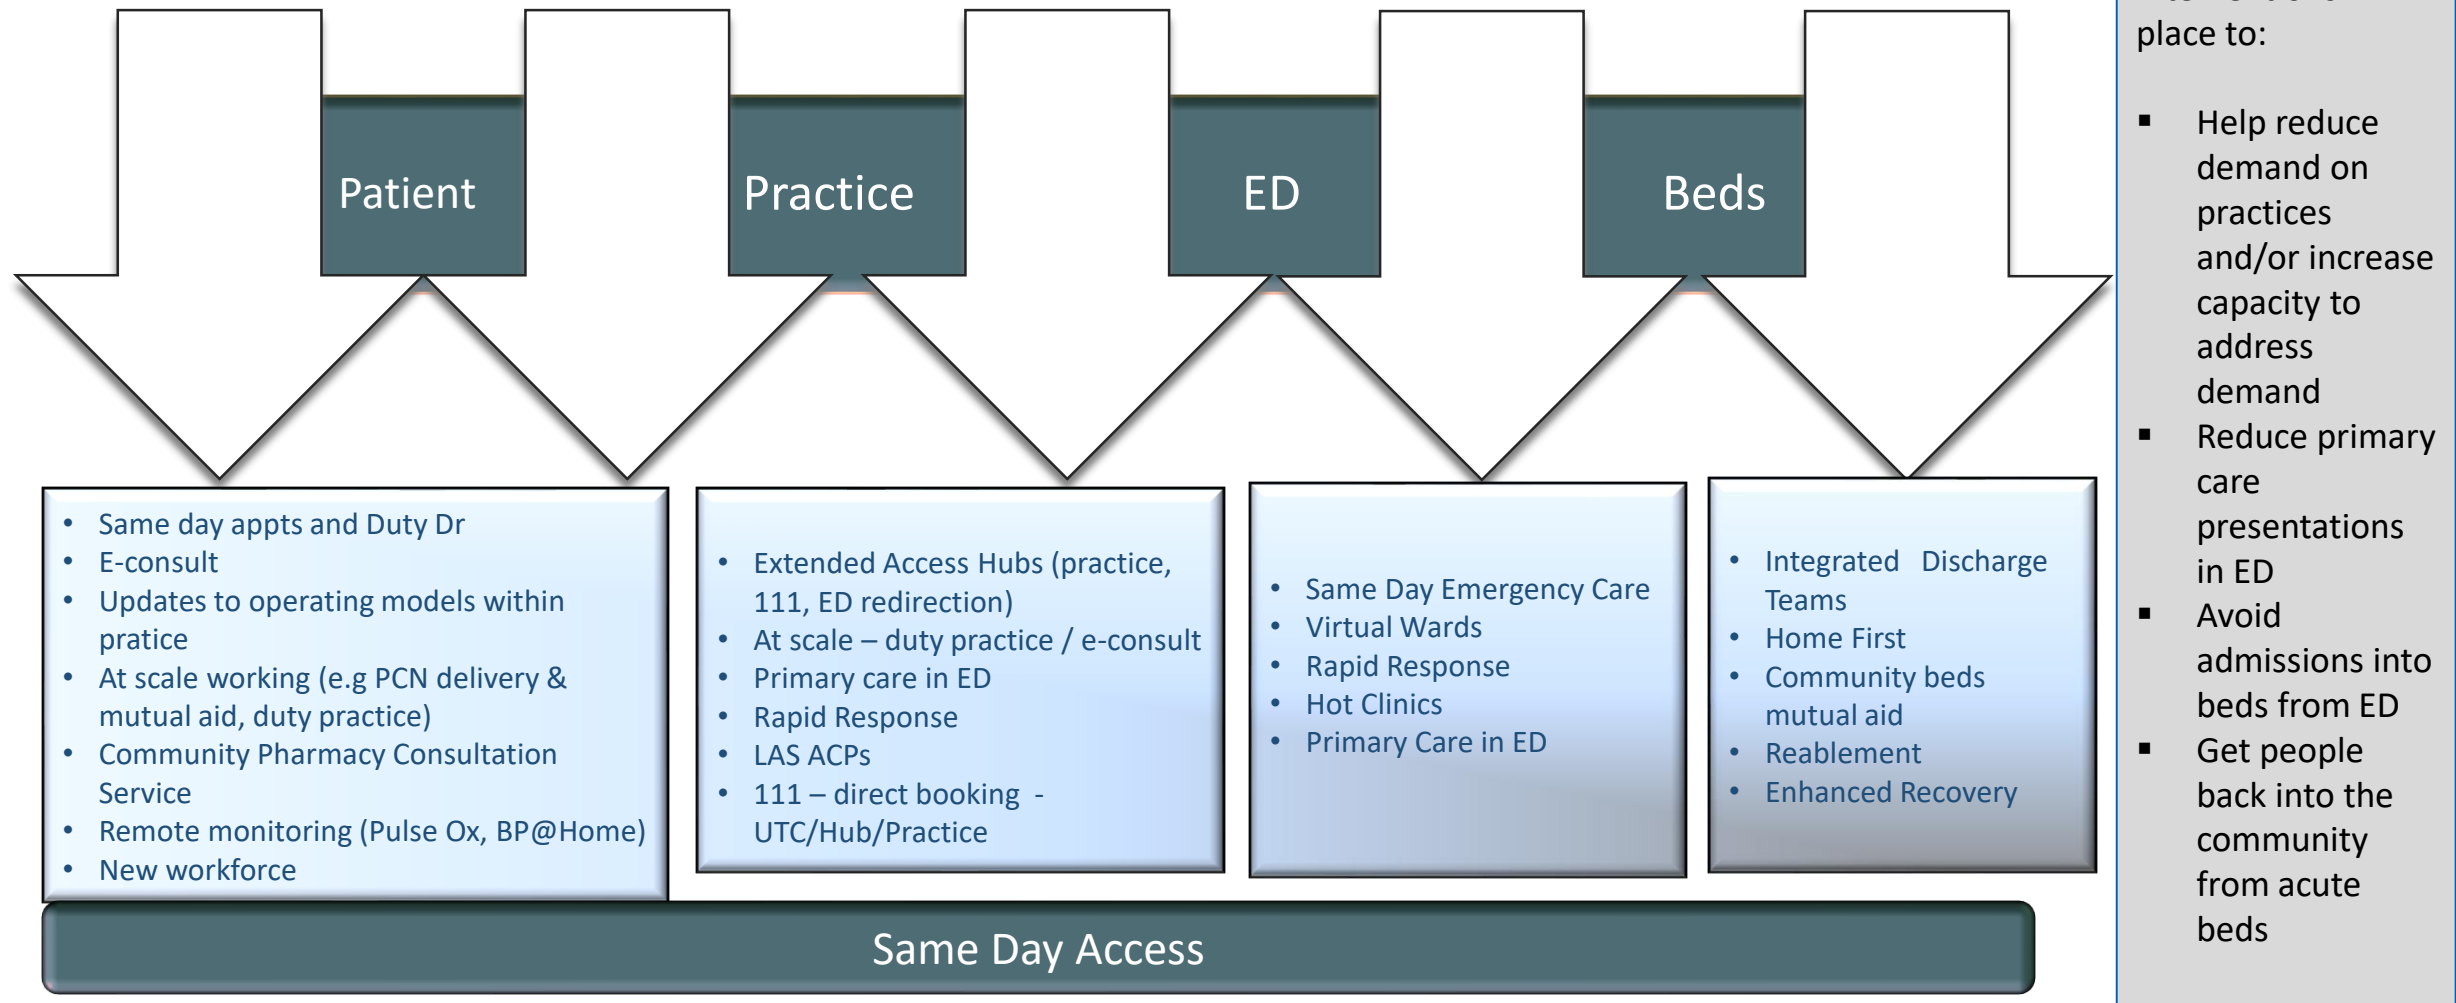 Patient
Practice
ED
Beds
• Same day appts and Duty Dr
• E-consult
• Updates to operating models within
pratice
• At scale working (e.g PCN delivery &
mutual aid, duty practice)
• Community Pharmacy Consultation
Service
• Remote monitoring (Pulse Ox, BP@Home)
• New workforce
• Extended Access Hubs (practice,
111, ED redirection)
• At scale – duty practice / e-consult
• Primary care in ED
• Rapid Response
• LAS ACPs
• 111 – direct booking -
UTC/Hub/Practice
• Same Day Emergency Care
• Virtual Wards
• Rapid Response
• Hot Clinics
• Primary Care in ED
• Integrated Discharge
Teams
• Home First
• Community beds
mutual aid
• Reablement
• Enhanced Recovery
Same Day Access
place to:
▪ Help reduce
demand on
practices
and/or increase
capacity to
address
demand
▪ Reduce primary
care
presentations
in ED
▪ Avoid
admissions into
beds from ED
▪ Get people
back into the
community
from acute
beds